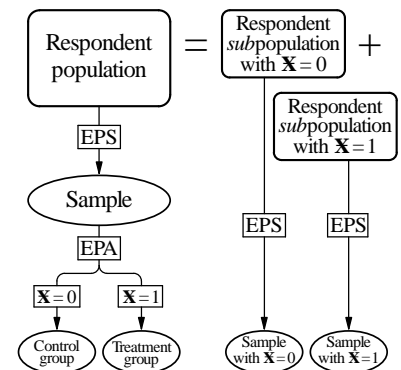 Respondent
population
=
Respondent
subpopulation
with X = 0
+
Respondent
subpopulation
with X = 1
EPS
Sample
EPA
X = 0
X = 1
Control
group
Treatment
group
EPS
EPS
Sample
with X = 0
Sample
with X = 1